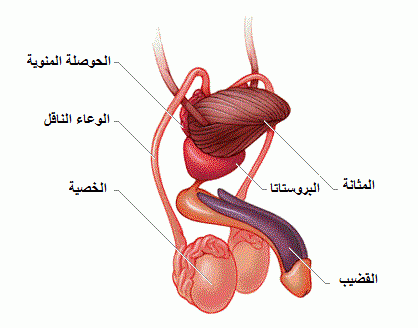 الحوصلة المنوية
الوعاء الناقل
الخصية
البروستاتا
المثانة
القضيب